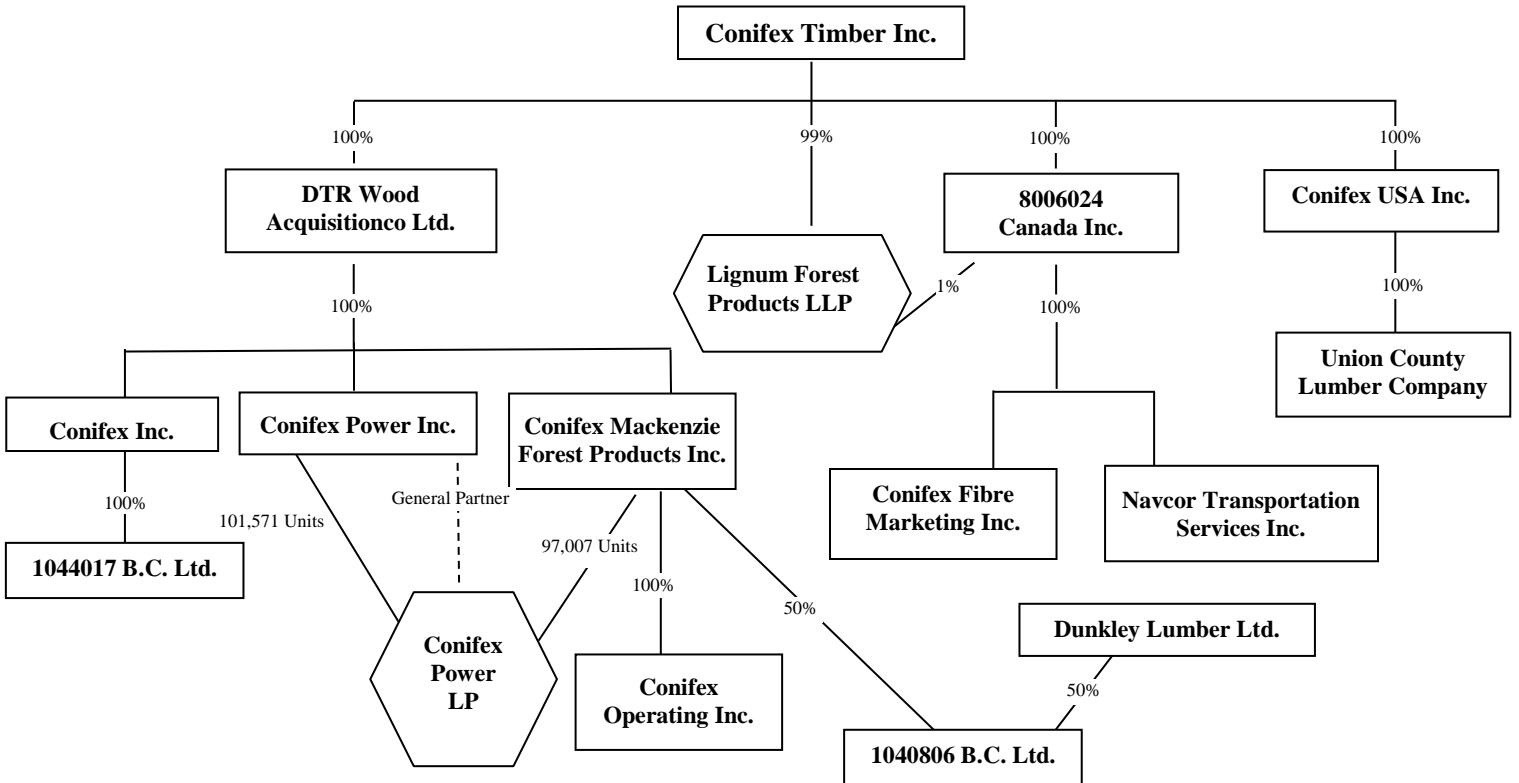 Conifex Timber Inc.
100%
99%
100%
100%
DTR Wood
Acquisitionco Ltd.
8006024
Canada Inc.
Conifex USA Inc.
Lignum Forest
Products LLP
1%
100%
100%
100%
Union County
Lumber Company
Conifex Inc.
Conifex Power Inc.
Conifex Mackenzie
Forest Products Inc.
Conifex Fibre
Marketing Inc.
Navcor Transportation
Services Inc.
100%
General Partner
101,571 Units
97,007 Units
1044017 B.C. Ltd.
100%
50%
Dunkley Lumber Ltd.
Conifex
Power
LP
Conifex
Operating Inc.
50%
1040806 B.C. Ltd.